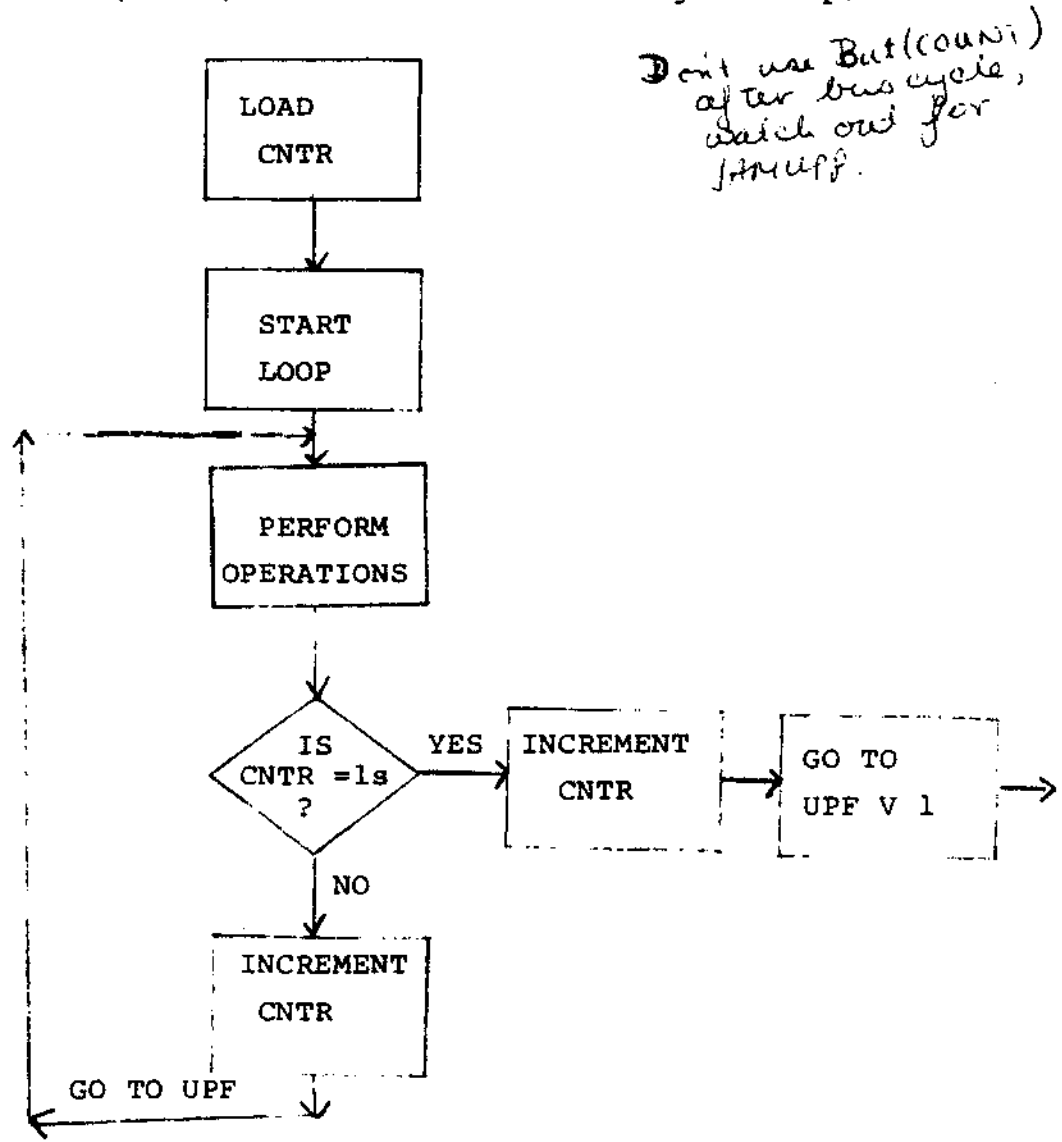 Don't use But(COUNT)
after bus cycle,
watch out for
JAMUPP.
LOAD
CNTR
START
LOOP
PERFORM
OPERATIONS
IS
CNTR =1s
?
YES
INCREMENT
CNTR
GO TO
UPF V 1
NO
INCREMENT
CNTR
GO TO UPF